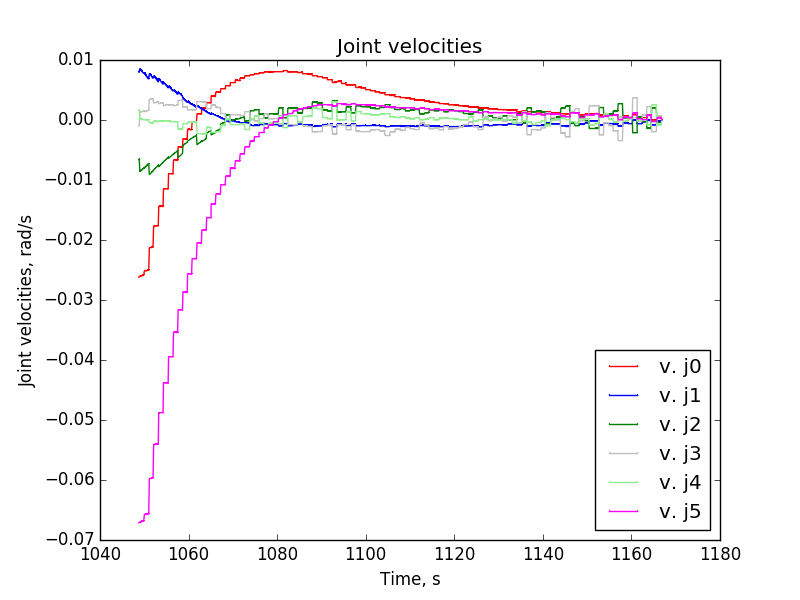 Joint velocities
Joint velocities, rad/s
0.01
0.00
−0.01
−0.02
−0.03
−0.04
−0.05
−0.06
−0.07
v. j0
v. j1
v. j2
v. j3
v. j4
v. j5
1040 1060 1080 1100 1120 1140 1160 1180
Time, s